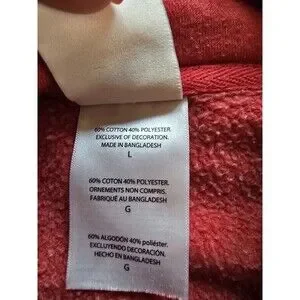 60% COTTON 40% POLYESTER.
EXCLUSIVE OF DECORATION.
MADE IN BANGLADESH
L
60% COTON 40% POLYESTER.
ORNEMENTS NON COMPRIS.
FABRIQUÉ AU BANGLADESH
G
60% ALGODÓN 40% poliéster.
EXCLUYENDO DECORACIÓN.
HECHO EN BANGLADESH
G